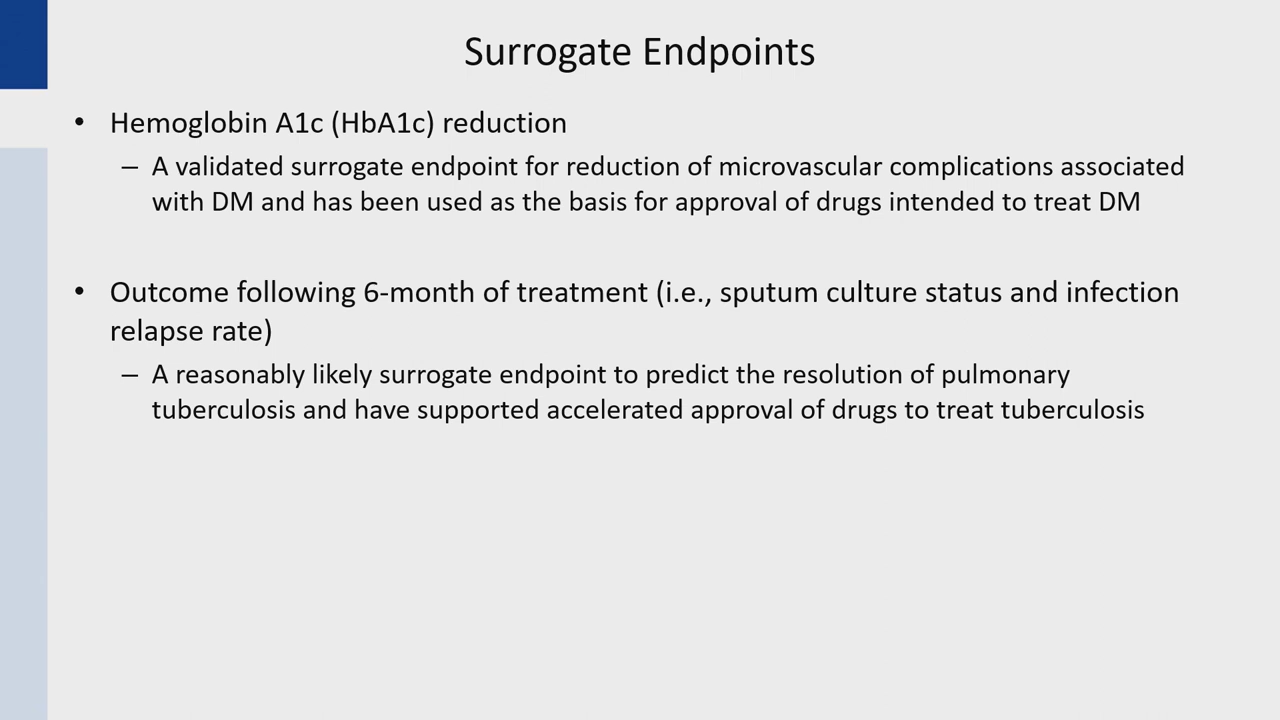 Surrogate Endpoints
• Hemoglobin A1c (HbA1c) reduction
– A validated surrogate endpoint for reduction of microvascular complications associated
with DM and has been used as the basis for approval of drugs intended to treat DM
• Outcome following 6-month of treatment (i.e., sputum culture status and infection
relapse rate)
– A reasonably likely surrogate endpoint to predict the resolution of pulmonary
tuberculosis and have supported accelerated approval of drugs to treat tuberculosis